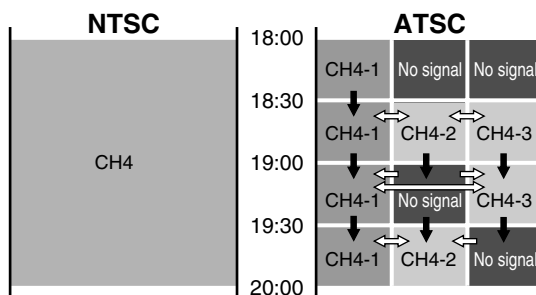 NTSC ATSC
18:00
CH4-1 No signal No signal
18:30
CH4-1 CH4-2 CH4-3
CH4
19:00
CH4-1 No signal CH4-3
19:30
CH4-1 CH4-2 No signal
20:00